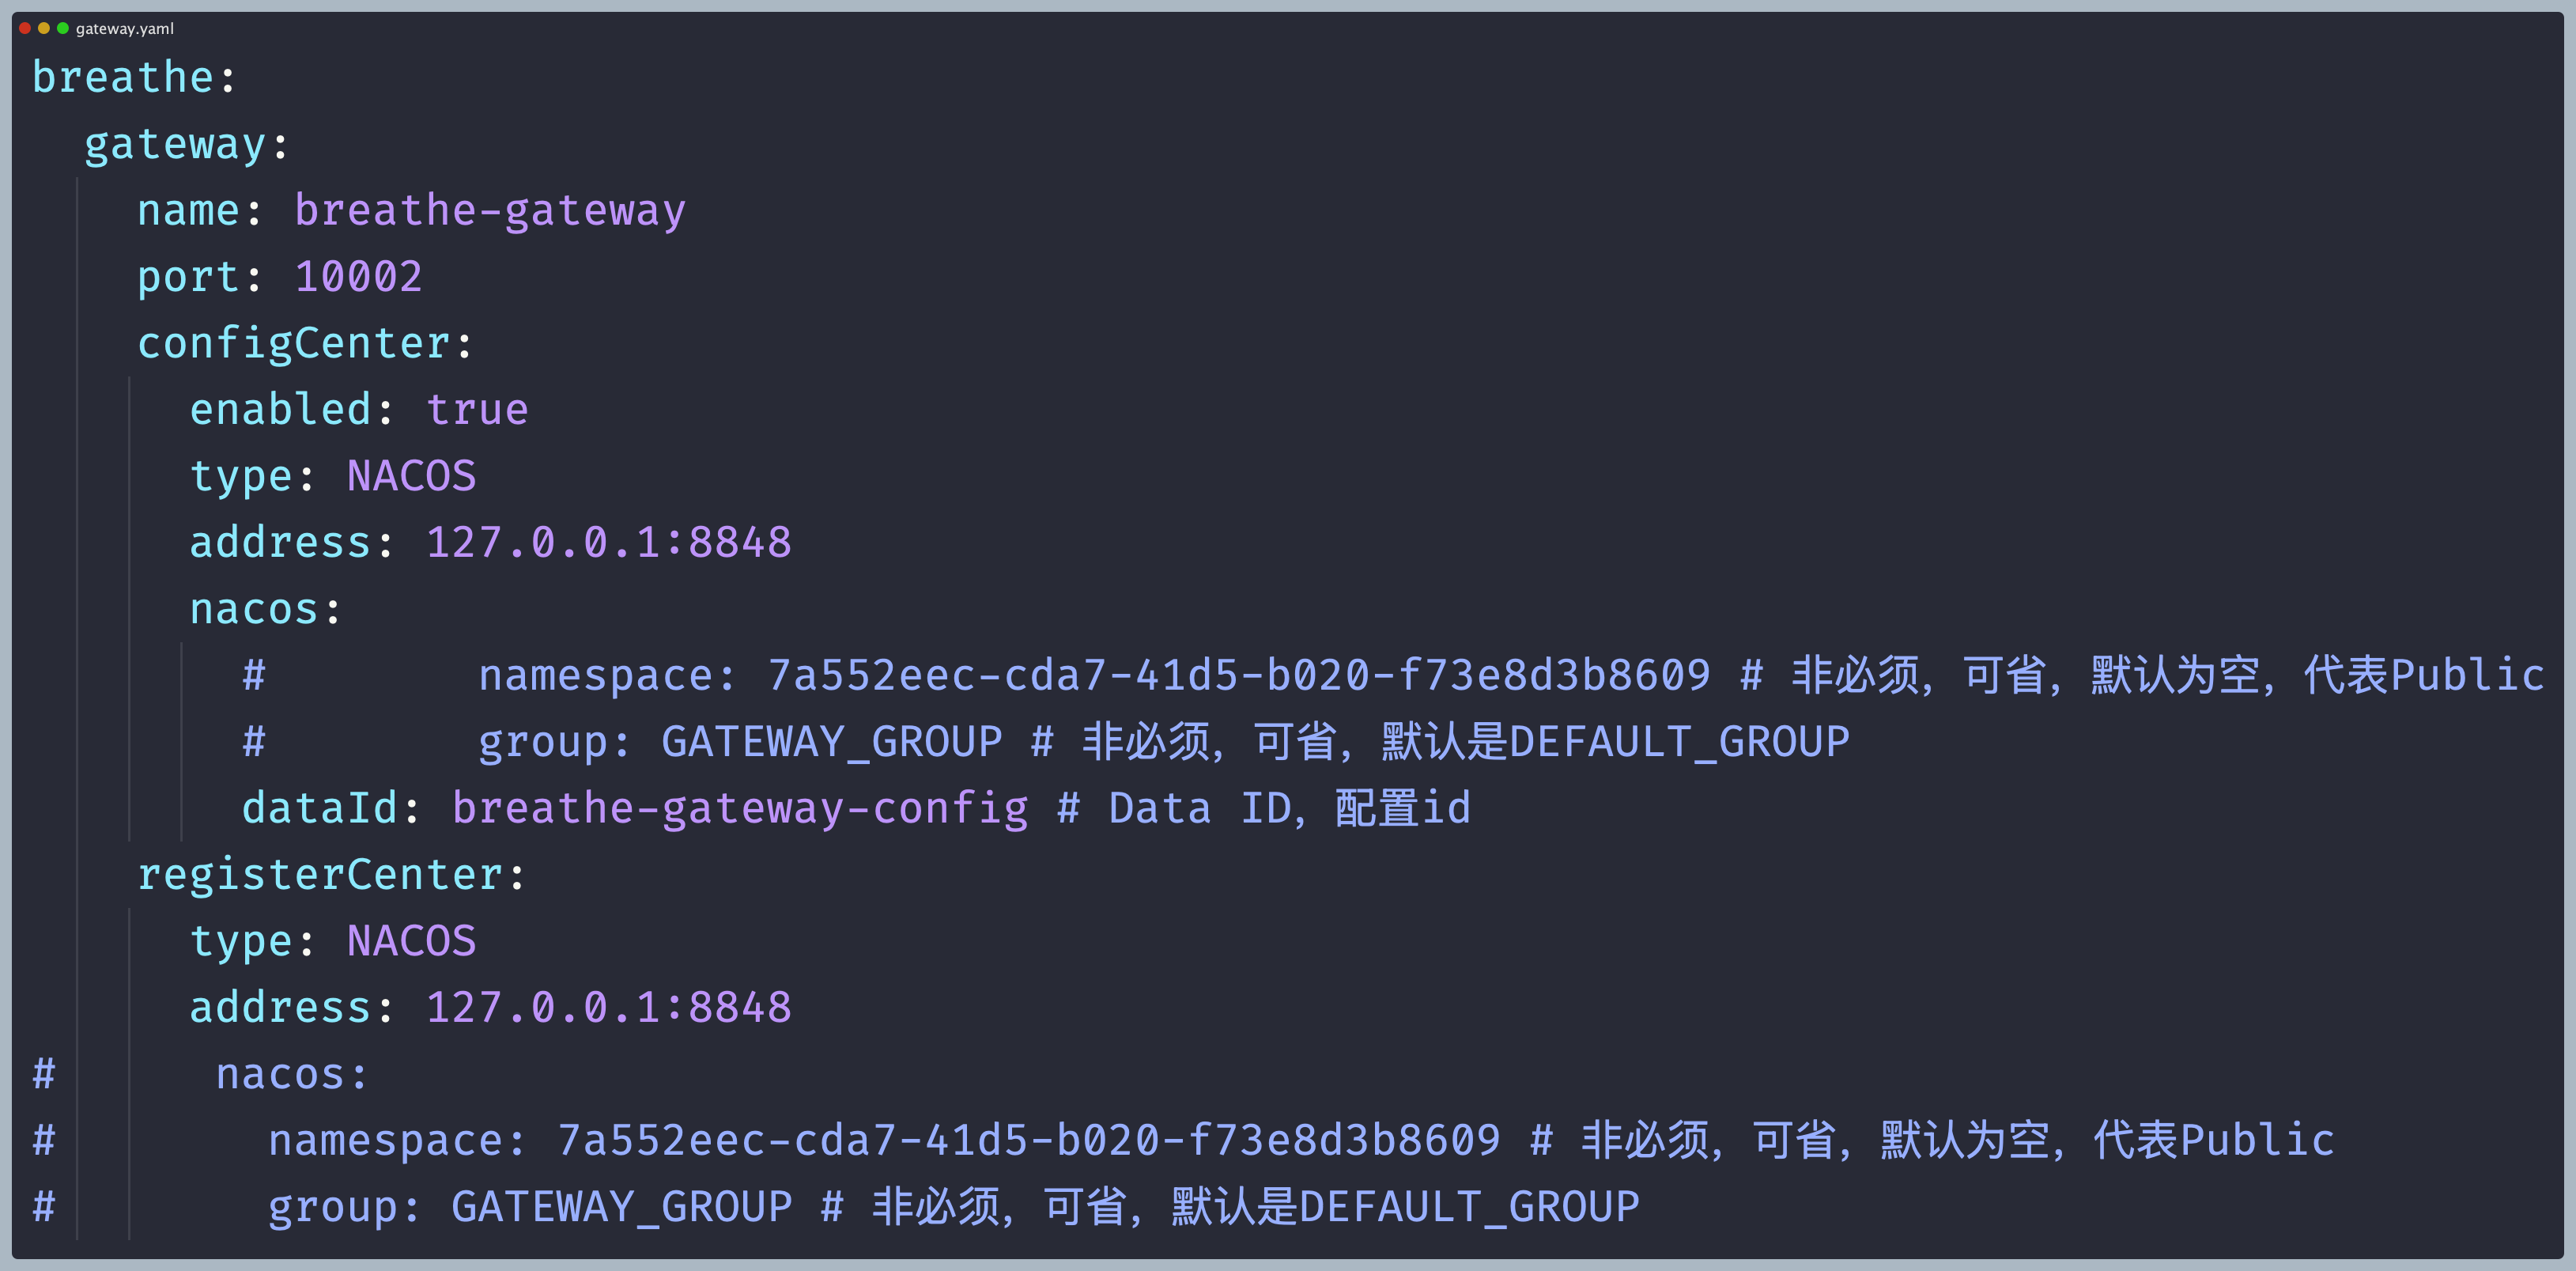 gateway.yaml
breathe:
  gateway:
    name: breathe-gateway
    port: 10002
    configCenter:
      enabled: true
      type: NACOS
      address: 127.0.0.1:8848
      nacos:
        #        namespace: 7a552eec-cda7-41d5-b020-f73e8d3b8609 # 非必须，可省，默认为空，代表Public
        #        group: GATEWAY_GROUP # 非必须，可省，默认是DEFAULT_GROUP
        dataId: breathe-gateway-config # Data ID，配置id
    registerCenter:
      type: NACOS
      address: 127.0.0.1:8848
#      nacos:
#        namespace: 7a552eec-cda7-41d5-b020-f73e8d3b8609 # 非必须，可省，默认为空，代表Public
#        group: GATEWAY_GROUP # 非必须，可省，默认是DEFAULT_GROUP